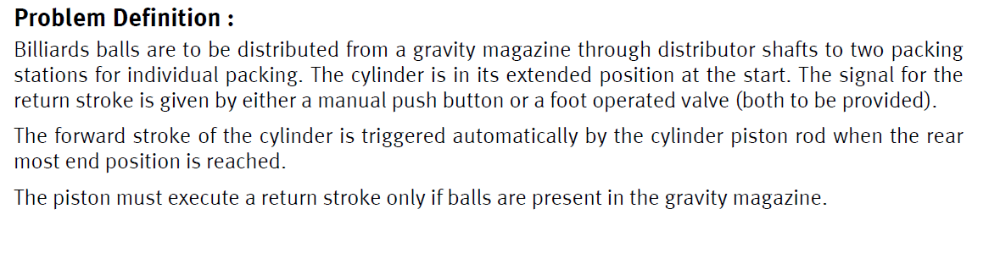 Problem Definition :
Billiards balls are to be distributed from a gravity magazine through distributor shafts to two packing
stations for individual packing. The cylinder is in its extended position at the start. The signal for the
return stroke is given by either a manual push button or a foot operated valve (both to be provided).
The forward stroke of the cylinder is triggered automatically by the cylinder piston rod when the rear
most end position is reached.
The piston must execute a return stroke only if balls are present in the gravity magazine.